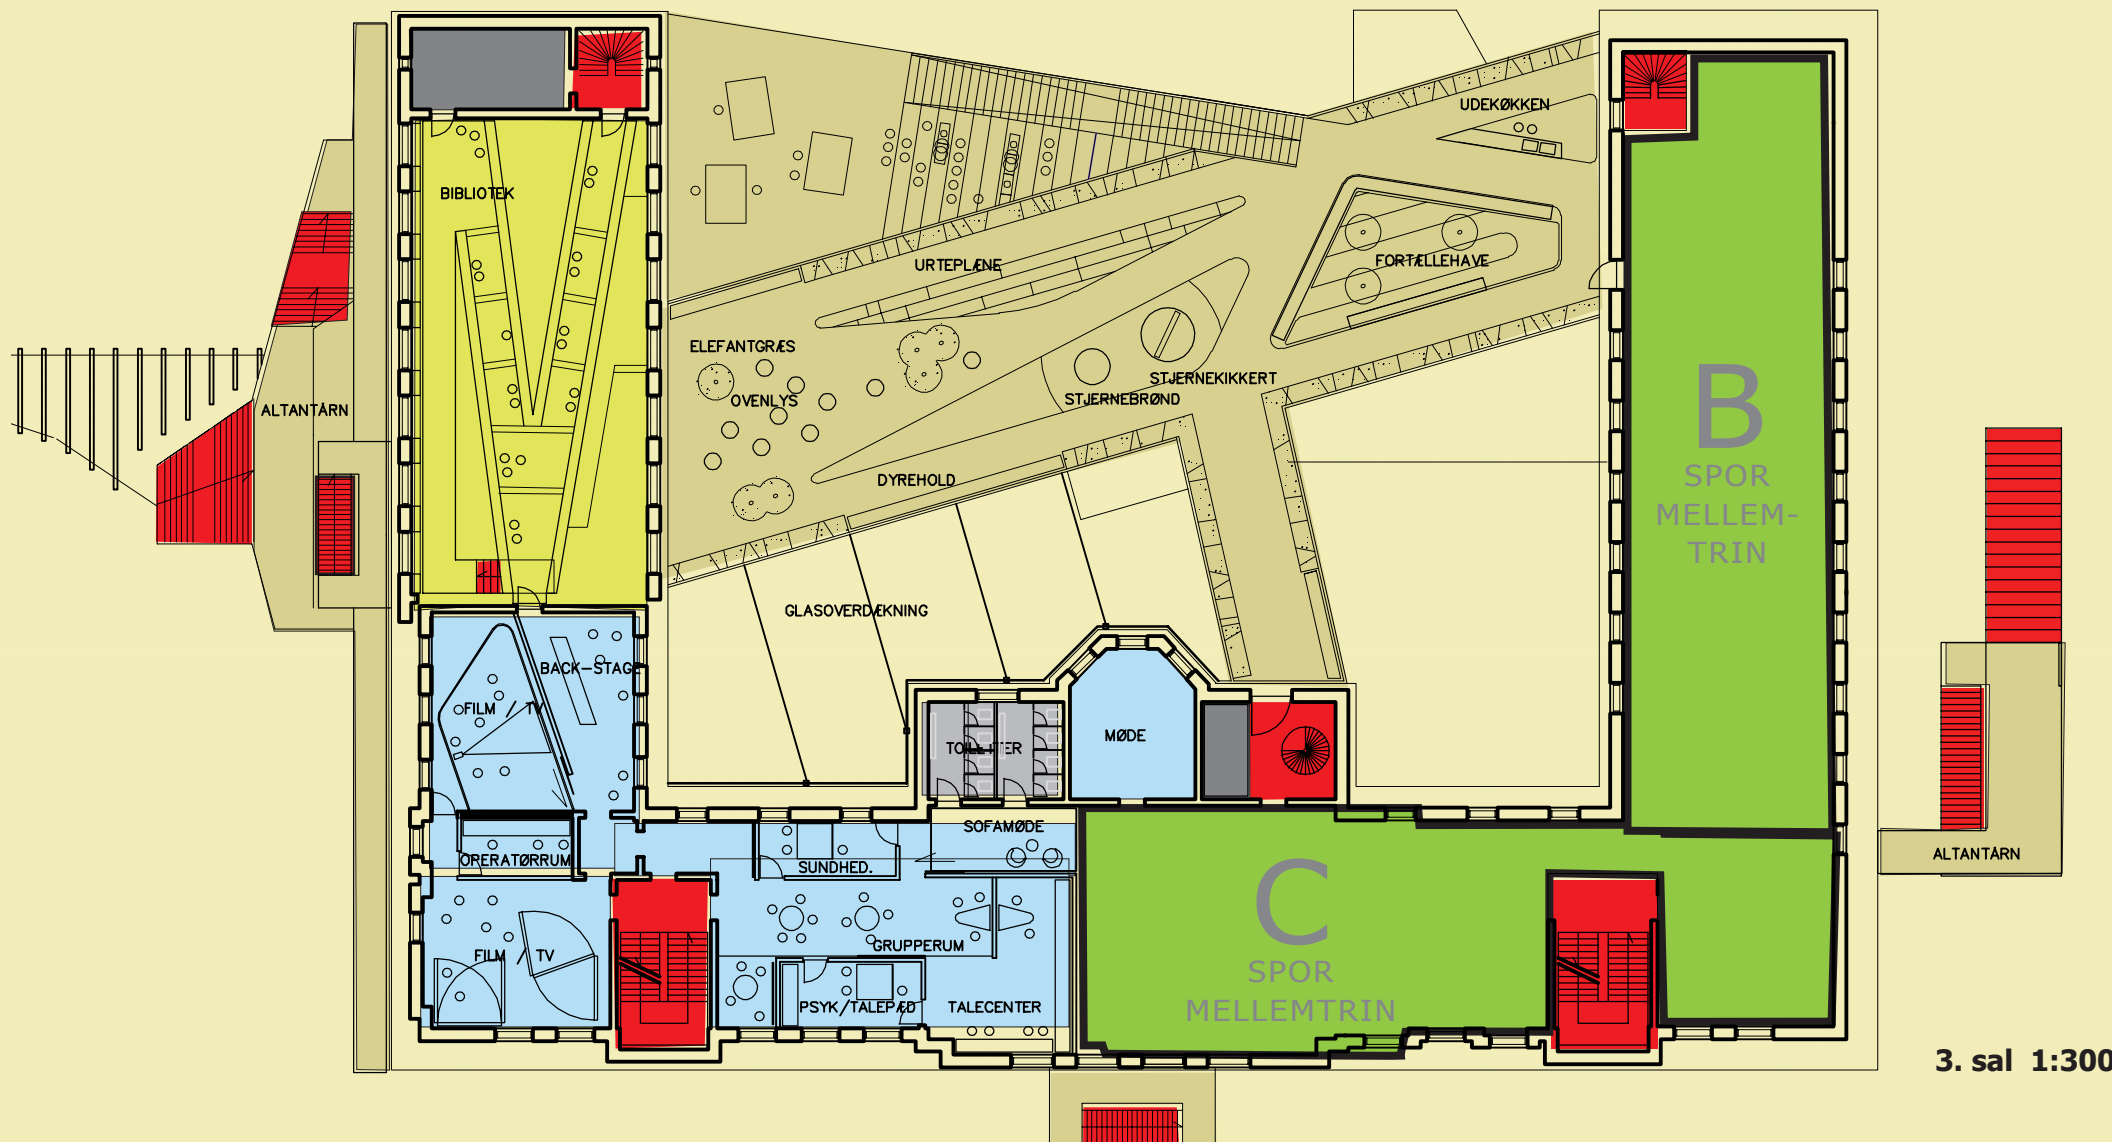 UDEKØKKEN
BIBLIOTEK
URTEPLÆNE
FORTÆLLEHAVE
ELEFANTGRÆS
STJERNEKIKKERT
OVENLYS
STJERNEBRØND
ALTANTÅRN
B
SPOR
MELLEM-
TRIN
DYREHOLD
GLASOVERDÆKNING
BACK-STAGE
FILM / TV
MØDE
TOILETTER
SOFAMØDE
OPERATØRRUM
SUNDHED.
ALTANTÅRN
C
SPOR
MELLEMTRIN
GRUPPERUM
FILM / TV
PSYK/TALEPÆD
TALECENTER
3. sal 1:300